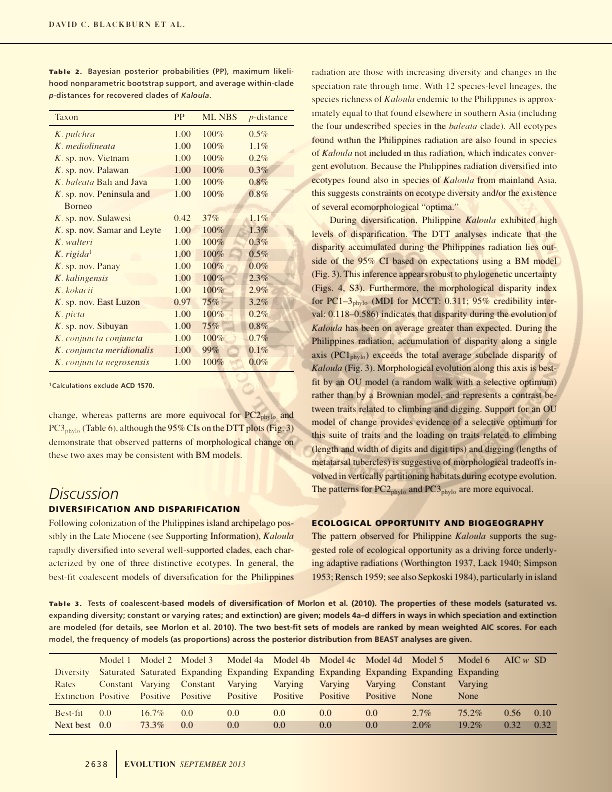 DAVID C. BLACKBURN ET AL.
Table 2. Bayesian posterior probabilities (PP), maximum likeli-
hood nonparametric bootstrap support, and average within-clade
p-distances for recovered clades of Kaloula.
Taxon PP ML NBS p-distance
K. pulchra 1.00 100% 0.5%
K. mediolineata 1.00 100% 1.1%
K. sp. nov. Vietnam 1.00 100% 0.2%
K. sp. nov. Palawan 1.00 100% 0.3%
K. baleata Bali and Java 1.00 100% 0.8%
K. sp. nov. Peninsula and 1.00 100% 0.8%
Borneo
K. sp. nov. Sulawesi 0.42 37% 1.1%
K. sp. nov. Samar and Leyte 1.00 100% 1.3%
K. walteri 1.00 100% 0.3%
K. rigida1 1.00 100% 0.5%
K. sp. nov. Panay 1.00 100% 0.0%
K. kalingensis 1.00 100% 2.3%
K. kokacii 1.00 100% 2.9%
K. sp. nov. East Luzon 0.97 75% 3.2%
K. picta 1.00 100% 0.2%
K. sp. nov. Sibuyan 1.00 75% 0.8%
K. conjuncta conjuncta 1.00 100% 0.7%
K. conjuncta meridionalis 1.00 99% 0.1%
K. conjuncta negrosensis 1.00 100% 0.0%
1Calculations exclude ACD 1570.
change, whereas patterns are more equivocal for PC2phylo and
PC3phylo (Table 6), although the 95% CIs on the DTT plots (Fig. 3)
demonstrate that observed patterns of morphological change on
these two axes may be consistent with BM models.
Discussion
DIVERSIFICATION AND DISPARIFICATION
Following colonization of the Philippines island archipelago pos-
sibly in the Late Miocene (see Supporting Information), Kaloula
rapidly diversified into several well-supported clades, each char-
acterized by one of three distinctive ecotypes. In general, the
best-fit coalescent models of diversification for the Philippines
radiation are those with increasing diversity and changes in the
speciation rate through time. With 12 species-level lineages, the
species richness of Kaloula endemic to the Philippines is approx-
imately equal to that found elsewhere in southern Asia (including
the four undescribed species in the baleata clade). All ecotypes
found within the Philippines radiation are also found in species
of Kaloula not included in this radiation, which indicates conver-
gent evolution. Because the Philippines radiation diversified into
ecotypes found also in species of Kaloula from mainland Asia,
this suggests constraints on ecotype diversity and/or the existence
of several ecomorphological “optima.”
During diversification, Philippine Kaloula exhibited high
levels of disparification. The DTT analyses indicate that the
disparity accumulated during the Philippines radiation lies out-
side of the 95% CI based on expectations using a BM model
(Fig. 3). This inference appears robust to phylogenetic uncertainty
(Figs. 4, S3). Furthermore, the morphological disparity index
for PC1–3phylo (MDI for MCCT: 0.311; 95% credibility inter-
val: 0.118–0.586) indicates that disparity during the evolution of
Kaloula has been on average greater than expected. During the
Philippines radiation, accumulation of disparity along a single
axis (PC1phylo) exceeds the total average subclade disparity of
Kaloula (Fig. 3). Morphological evolution along this axis is best-
fit by an OU model (a random walk with a selective optimum)
rather than by a Brownian model, and represents a contrast be-
tween traits related to climbing and digging. Support for an OU
model of change provides evidence of a selective optimum for
this suite of traits and the loading on traits related to climbing
(length and width of digits and digit tips) and digging (lengths of
metatarsal tubercles) is suggestive of morphological tradeoffs in-
volved in vertically partitioning habitats during ecotype evolution.
The patterns for PC2phylo and PC3phylo are more equivocal.
ECOLOGICAL OPPORTUNITY AND BIOGEOGRAPHY
The pattern observed for Philippine Kaloula supports the sug-
gested role of ecological opportunity as a driving force underly-
ing adaptive radiations (Worthington 1937, Lack 1940; Simpson
1953; Rensch 1959; see also Sepkoski 1984), particularly in island
Table 3. Tests of coalescent-based models of diversification of Morlon et al. (2010). The properties of these models (saturated vs.
expanding diversity; constant or varying rates; and extinction) are given; models 4a–d differs in ways in which speciation and extinction
are modeled (for details, see Morlon et al. 2010). The two best-fit sets of models are ranked by mean weighted AIC scores. For each
model, the frequency of models (as proportions) across the posterior distribution from BEAST analyses are given.
Model 1 Model 2 Model 3 Model 4a Model 4b Model 4c Model 4d Model 5 Model 6 AIC w SD
Diversity Saturated Saturated Expanding Expanding Expanding Expanding Expanding Expanding Expanding
Rates Constant Varying Constant Varying Varying Varying Varying Constant Varying
Extinction Positive Positive Positive Positive Positive Positive Positive None None
Best-fit 0.0 16.7% 0.0 0.0 0.0 0.0 0.0 2.7% 75.2% 0.56 0.10
Next best 0.0 73.3% 0.0 0.0 0.0 0.0 0.0 2.0% 19.2% 0.32 0.32
2638 EVOLUTION SEPTEMBER 2013